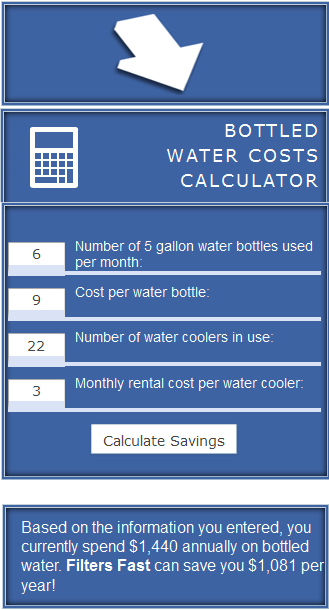 BOTTLED
WATER COSTS
CALCULATOR
6
Number of 5 gallon water bottles used
per month:
9
Cost per water bottle:
22
Number of water coolers in use:
3
Monthly rental cost per water cooler:
Calculate Savings
Based on the information you entered, you
currently spend $1,440 annually on bottled
water. Filters Fast can save you $1,081 per
year!